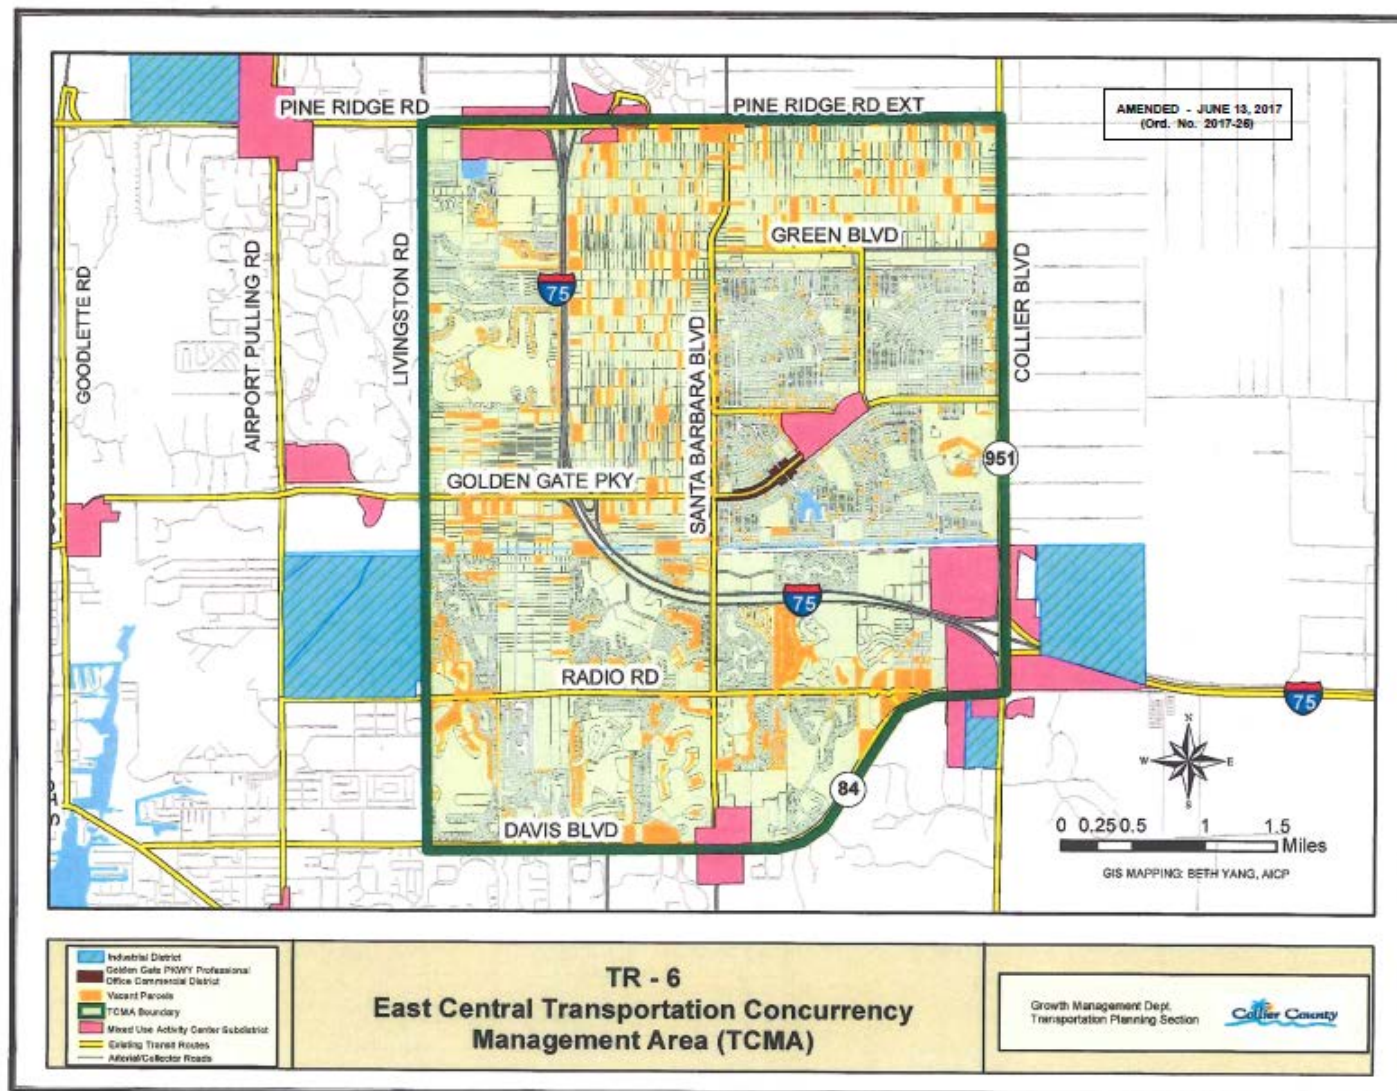 PINE RIDGE RD
PINE RIDGE RD EXT
AMENDED - JUNE 13, 2017
(Ord. No. 2017-26)
GREEN BLVD
GOODLETTE RD
AIRPORT PULLING RD
LIVINGSTON RD
75
SANTA BARBARA BLVD
COLLIER BLVD
951
GOLDEN GATE PKY
75
RADIO RD
75
84
DAVIS BLVD
N
W E
S
0 0.25 0.5 1 1.5
Miles
GIS MAPPING: BETH YANG, AICP
Industrial District
Golden Gate PKWY Professional
Office Commercial District
Vacant Parcels
TCMA Boundary
Mixed Use Activity Center Subdistrict
Existing Transit Routes
Arterial/Collector Roads
TR - 6
East Central Transportation Concurrency
Management Area (TCMA)
Growth Management Dept.
Transportation Planning Section
Collier County